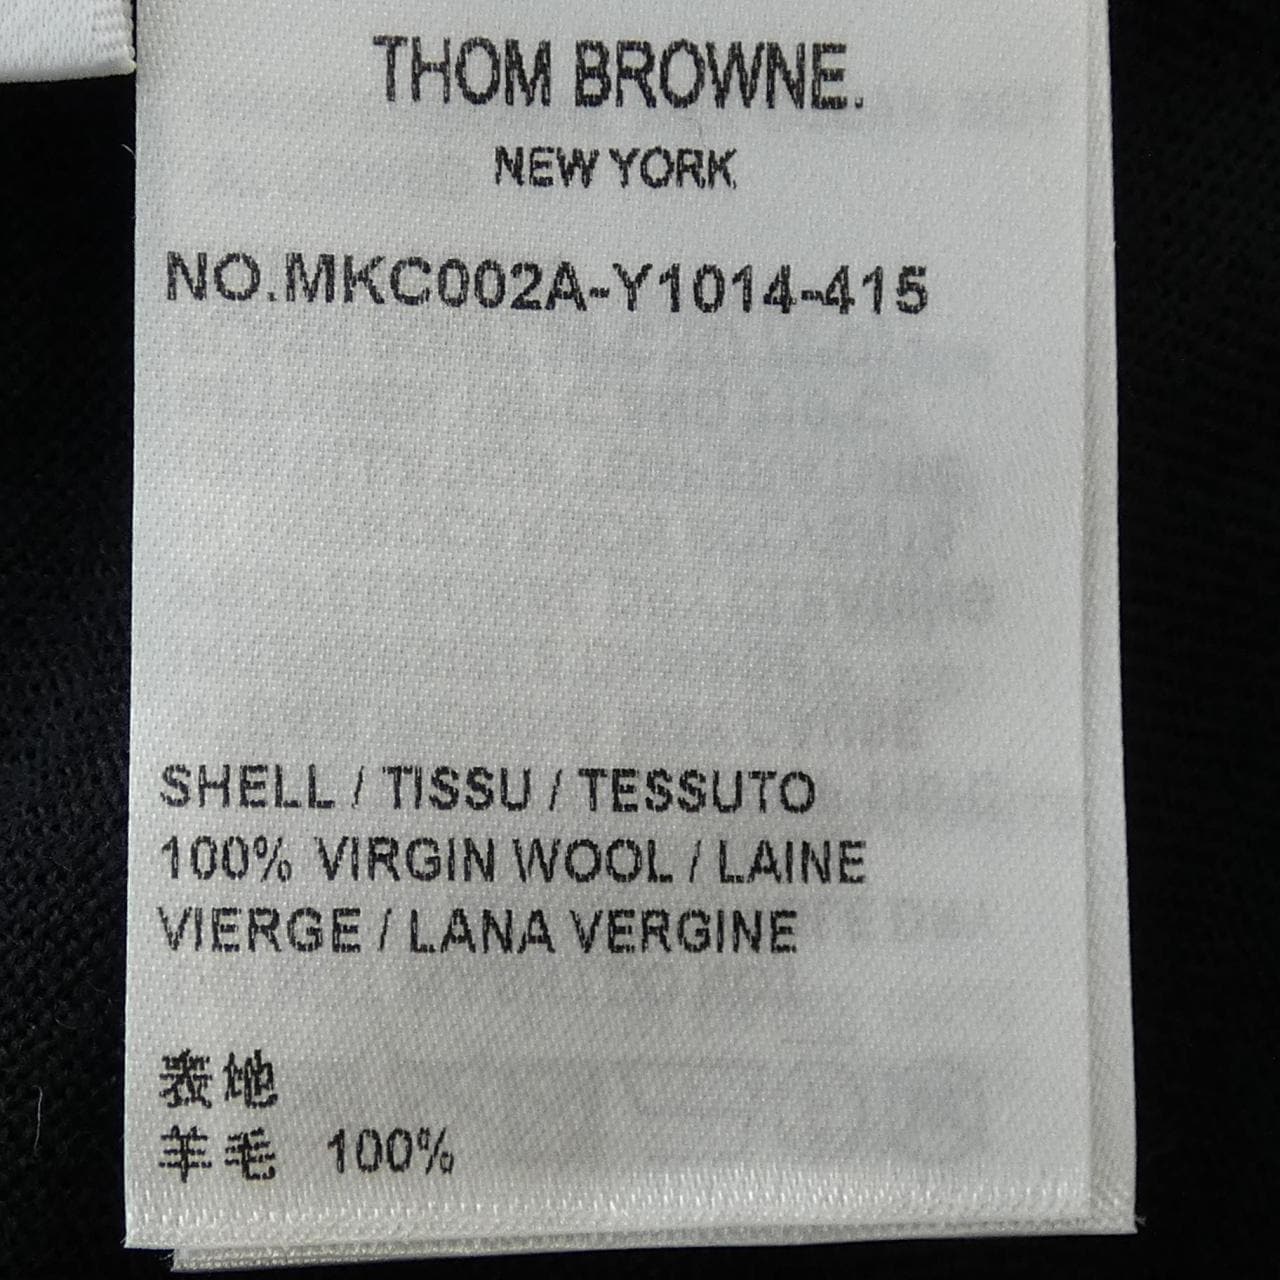 THOM BROWNE.
NEW YORK
NO.MKC002A-Y1014-415
SHELL / TISSU / TESSUTO
100% VIRGIN WOOL / LAINE
VIERGE / LANA VERGINE
表地
羊毛 100%